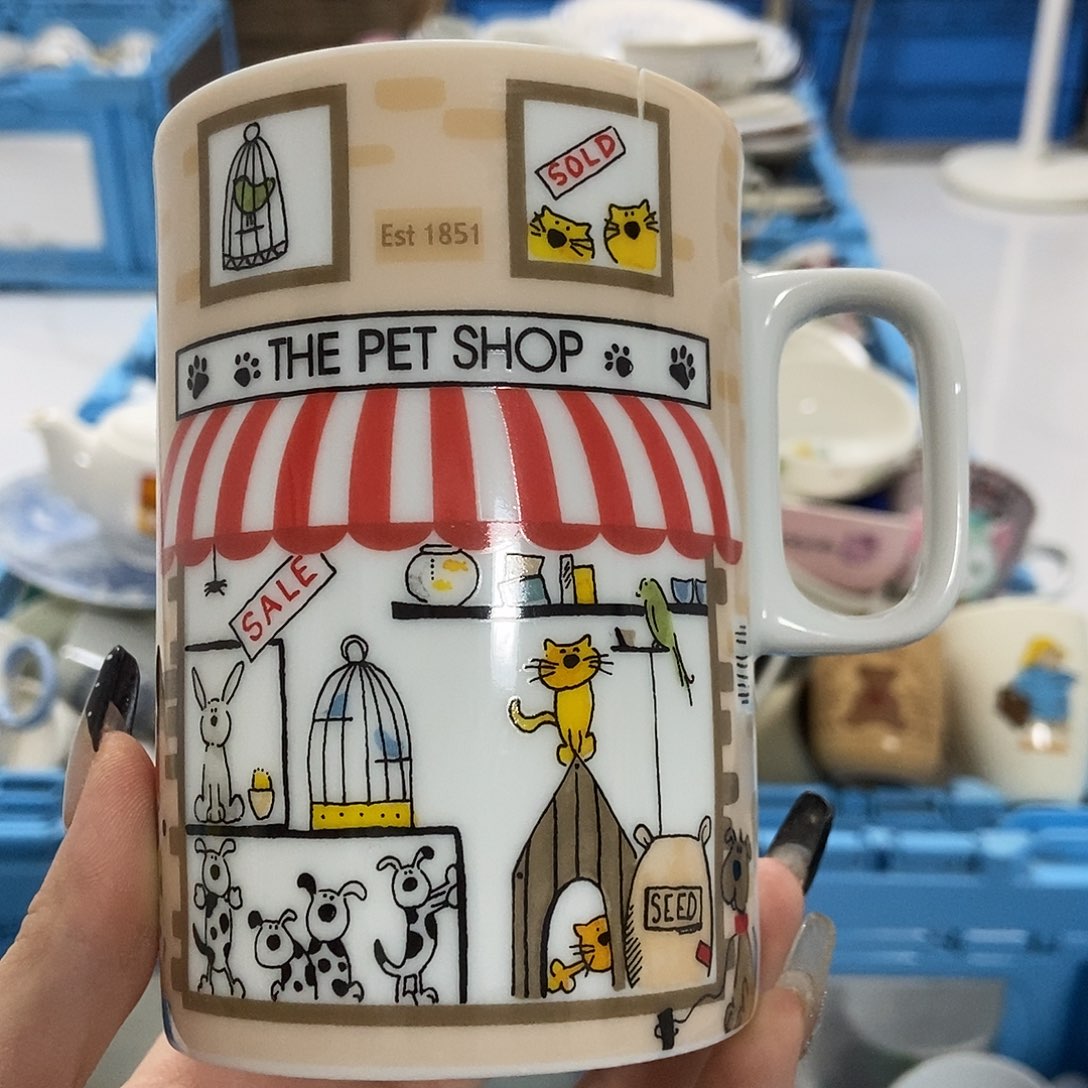 SOLD
Est 1851
THE PET SHOP
SALE
SEED